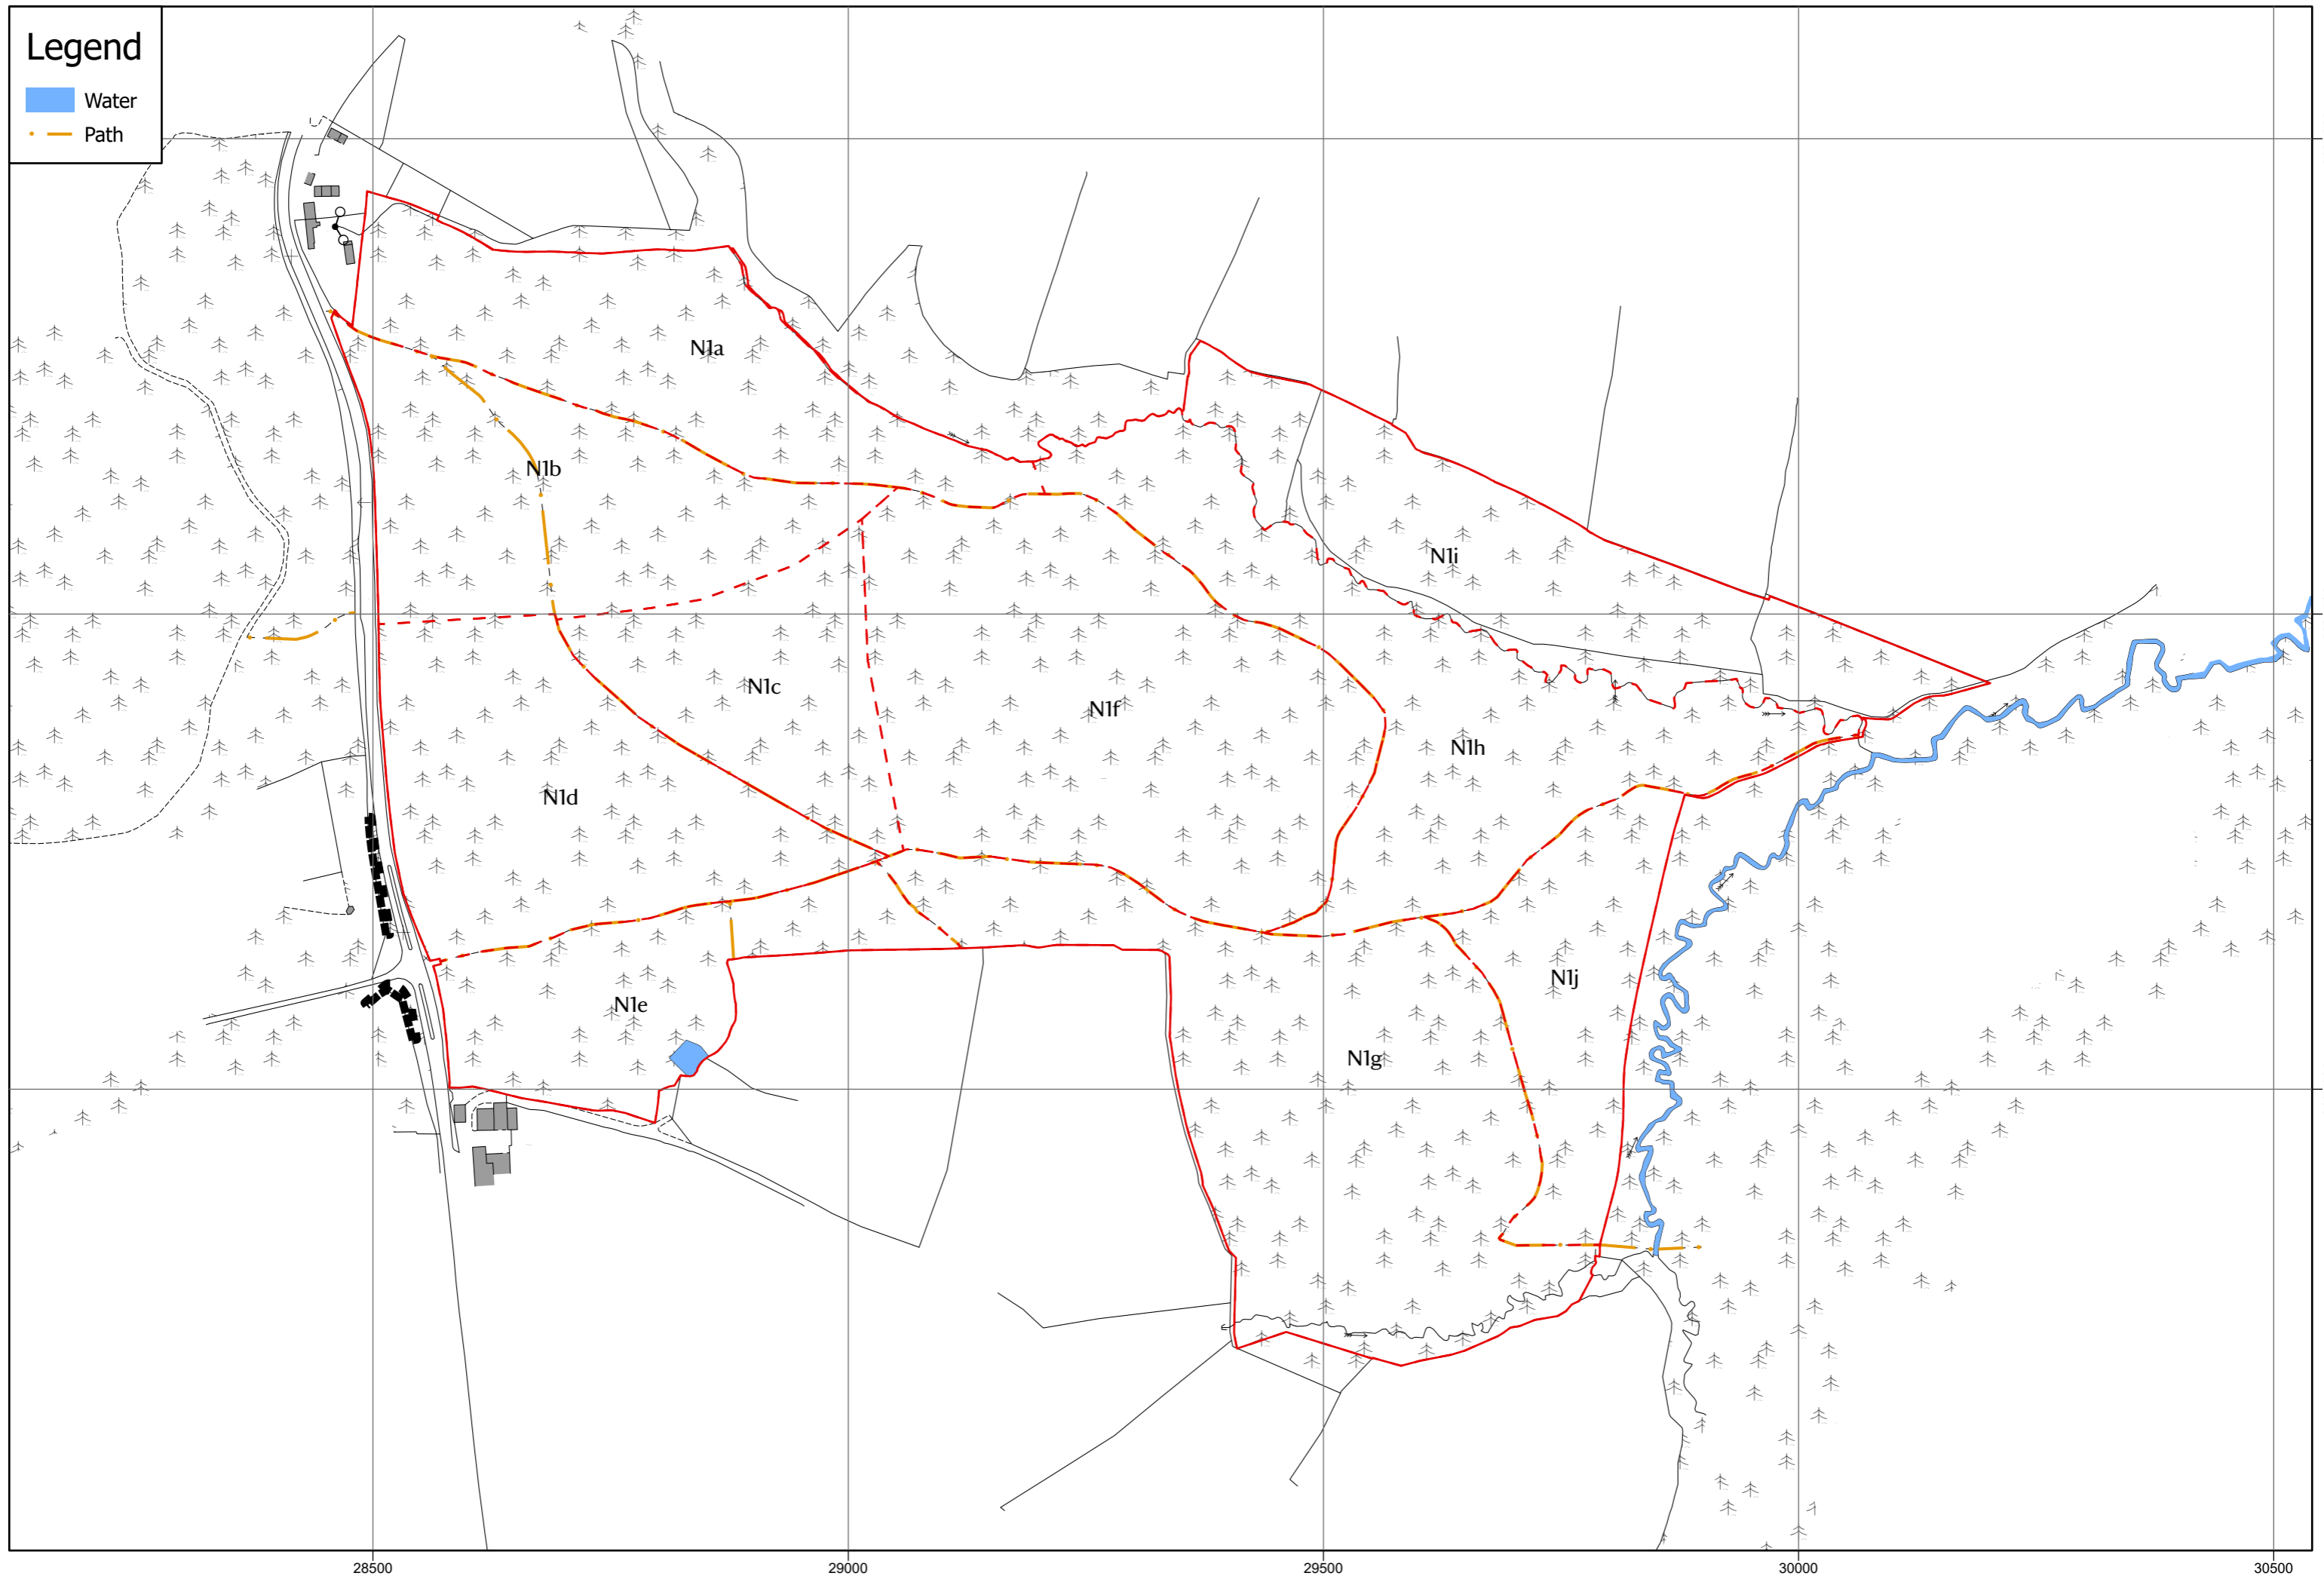 Legend
Water
Path
N1a
N1b
N1i
N1c
N1f
N1h
N1d
N1j
N1e
N1g
28500
29000
29500
30000
30500